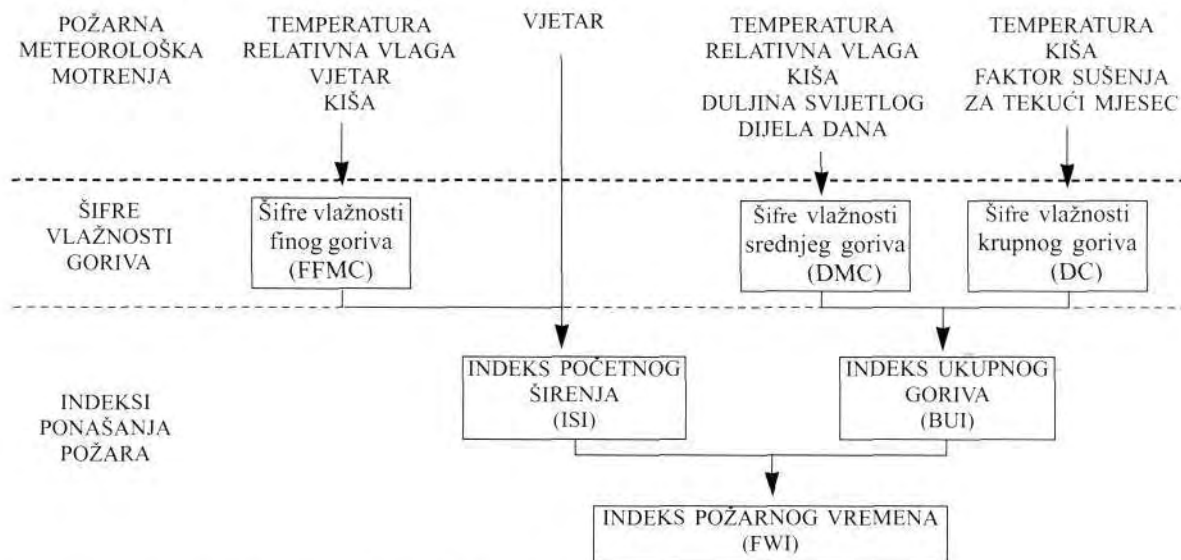 POŽARNA
METEOROLOŠKA
MOTRENJA
TEMPERATURA
RELATIVNA VLAGA
VJETAR
KIŠA
VJETAR
TEMPERATURA
RELATIVNA VLAGA
KIŠA
DULJINA SVIJETLOG
DIJELA DANA
TEMPERATURA
KIŠA
FAKTOR SUŠENJA
ZA TEKUĆI MJESEC
ŠIFRE
VLAŽNOSTI
GORIVA
Šifre vlažnosti
finog goriva
(FFMC)
Šifre vlažnosti
srednjeg goriva
(DMC)
Šifre vlažnosti
krupnog goriva
(DC)
INDEKSI
PONAŠANJA
POŽARA
INDEKS POČETNOG
ŠIRENJA
(ISI)
INDEKS UKUPNOG
GORIVA
(BUI)
INDEKS POŽARNOG VREMENA
(FWI)